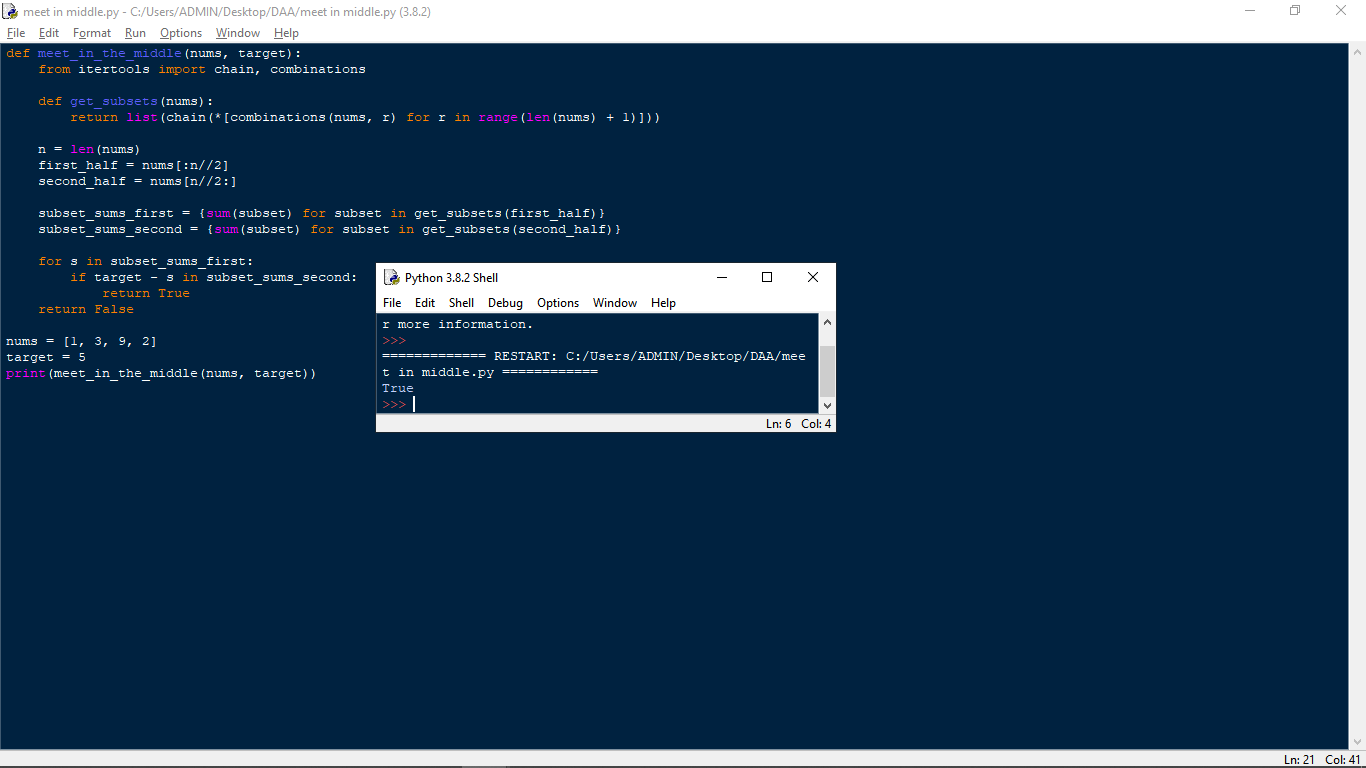 meet in middle.py - C:/Users/ADMIN/Desktop/DAA/meet in middle.py (3.8.2)
File Edit Format Run Options Window Help
def meet_in_the_middle(nums, target):
    from itertools import chain, combinations
    def get_subsets(nums):
        return list(chain(*[combinations(nums, r) for r in range(len(nums) + 1)]))
    n = len(nums)
    first_half = nums[:n//2]
    second_half = nums[n//2:]
    subset_sums_first = {sum(subset) for subset in get_subsets(first_half)}
    subset_sums_second = {sum(subset) for subset in get_subsets(second_half)}
    for s in subset_sums_first:
        if target - s in subset_sums_second:
            return True
    return False
nums = [1, 3, 9, 2]
target = 5
print(meet_in_the_middle(nums, target))
Python 3.8.2 Shell
File Edit Shell Debug Options Window Help
r more information.
>>>
============= RESTART: C:/Users/ADMIN/Desktop/DAA/mee
t in middle.py ============
True
>>>
Ln: 6 Col: 4
Ln: 21 Col: 41